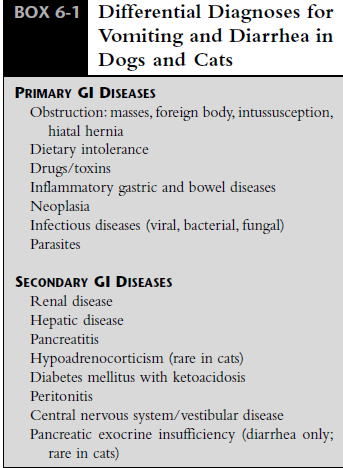 BOX 6-1 Differential Diagnoses for
Vomiting and Diarrhea in
Dogs and Cats
PRIMARY GI DISEASES
Obstruction: masses, foreign body, intussusception,
hiatal hernia
Dietary intolerance
Drugs/toxins
Inflammatory gastric and bowel diseases
Neoplasia
Infectious diseases (viral, bacterial, fungal)
Parasites
SECONDARY GI DISEASES
Renal disease
Hepatic disease
Pancreatitis
Hypoadrenocorticism (rare in cats)
Diabetes mellitus with ketoacidosis
Peritonitis
Central nervous system/vestibular disease
Pancreatic exocrine insufficiency (diarrhea only;
rare in cats)